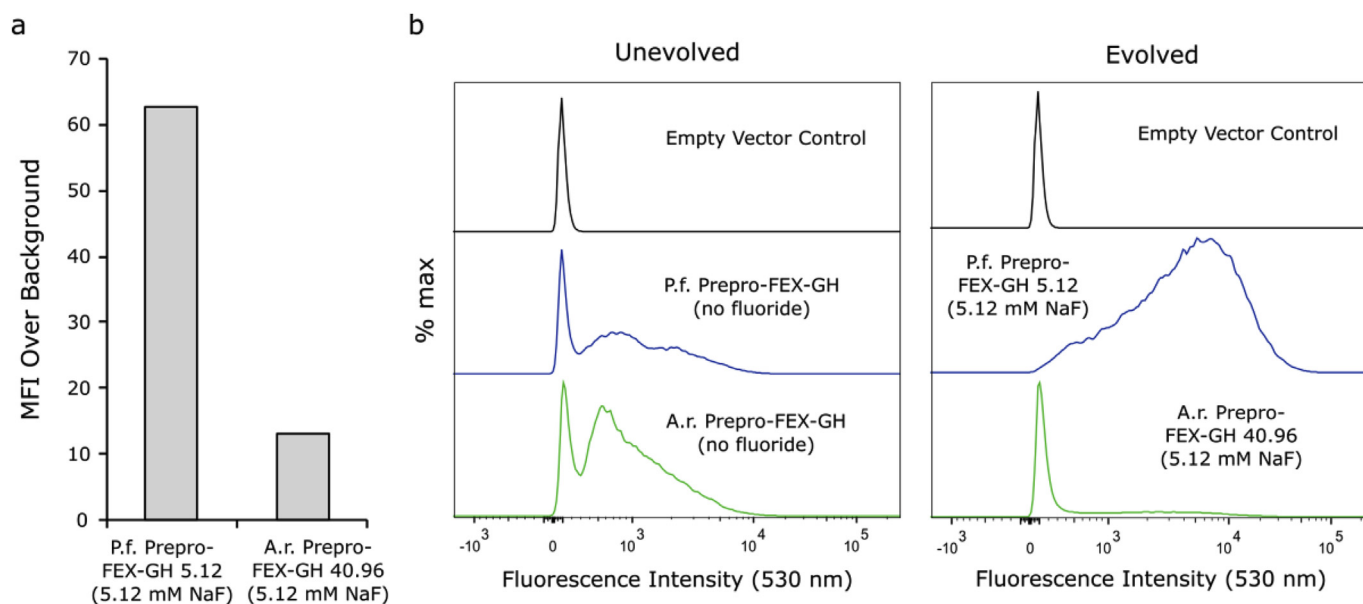 a
70
60
50
40
30
20
10
0
MFI Over Background
P.f. Prepro-
FEX-GH 5.12
(5.12 mM NaF)
A.r. Prepro-
FEX-GH 40.96
(5.12 mM NaF)
b
Unevolved
% max
Empty Vector Control
P.f. Prepro-FEX-GH
(no fluoride)
A.r. Prepro-FEX-GH
(no fluoride)
-10³ 0 10³ 10⁴ 10⁵
Fluorescence Intensity (530 nm)
Evolved
Empty Vector Control
P.f. Prepro-
FEX-GH 5.12
(5.12 mM NaF)
A.r. Prepro-
FEX-GH 40.96
(5.12 mM NaF)
-10³ 0 10³ 10⁴ 10⁵
Fluorescence Intensity (530 nm)